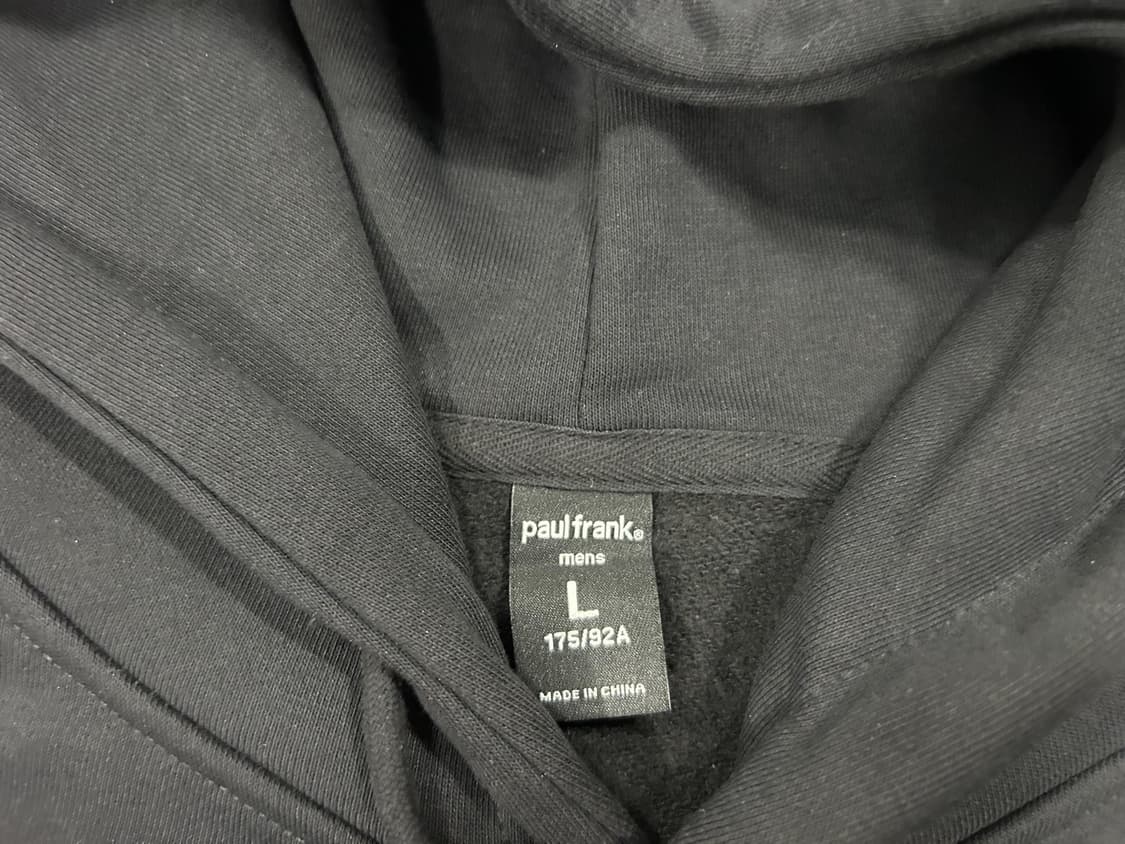 paul frank®
mens
L
175/92A
MADE IN CHINA